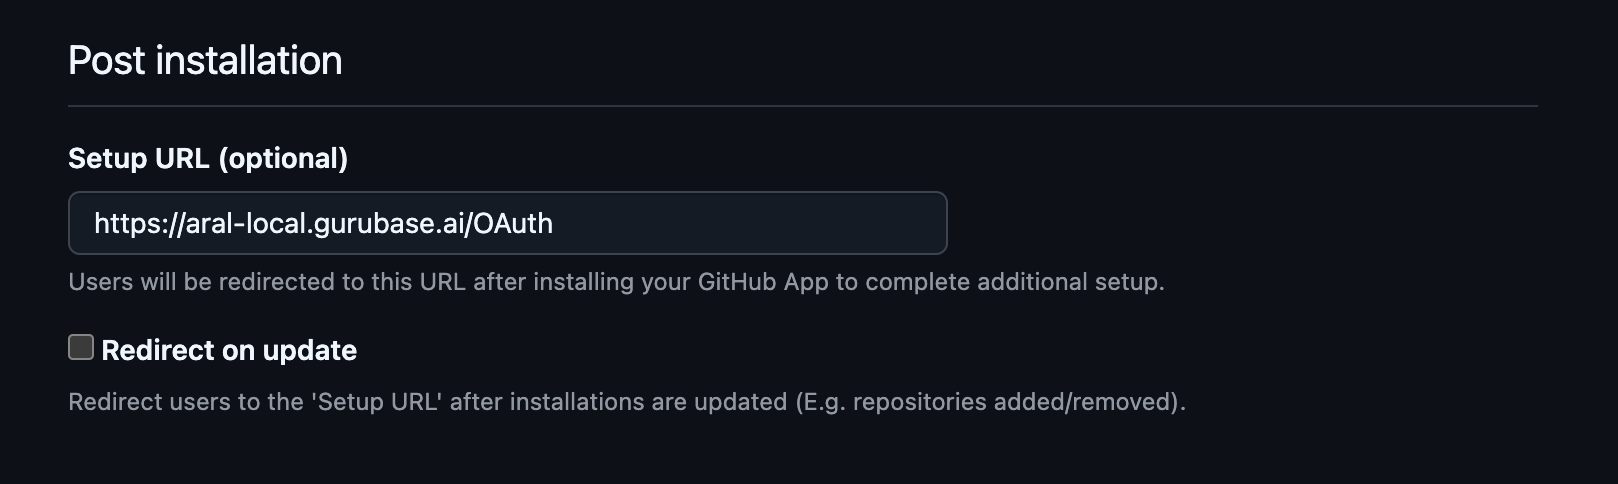 Post installation
Setup URL (optional)
https://aral-local.gurubase.ai/OAuth
Users will be redirected to this URL after installing your GitHub App to complete additional setup.
Redirect on update
Redirect users to the 'Setup URL' after installations are updated (E.g. repositories added/removed).